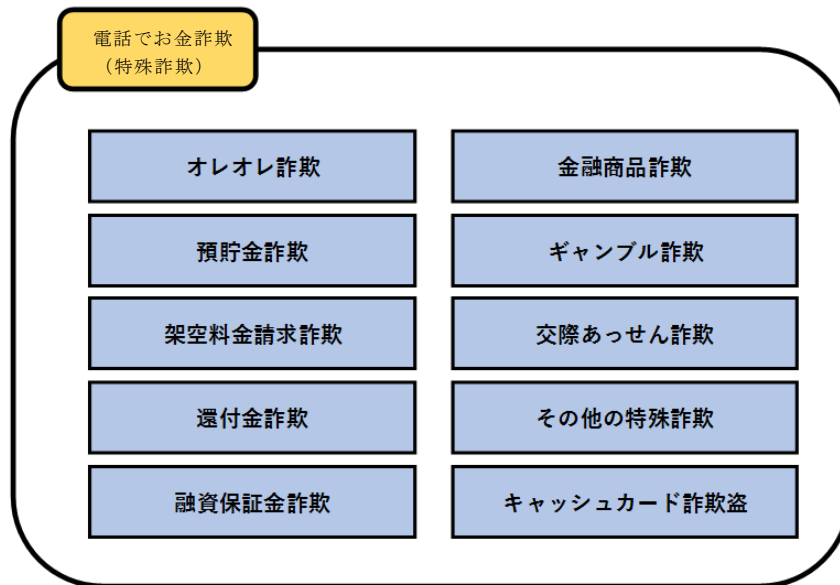 電話でお金詐欺
（特殊詐欺）
オレオレ詐欺
預貯金詐欺
架空料金請求詐欺
還付金詐欺
融資保証金詐欺
金融商品詐欺
ギャンブル詐欺
交際あっせん詐欺
その他の特殊詐欺
キャッシュカード詐欺盗